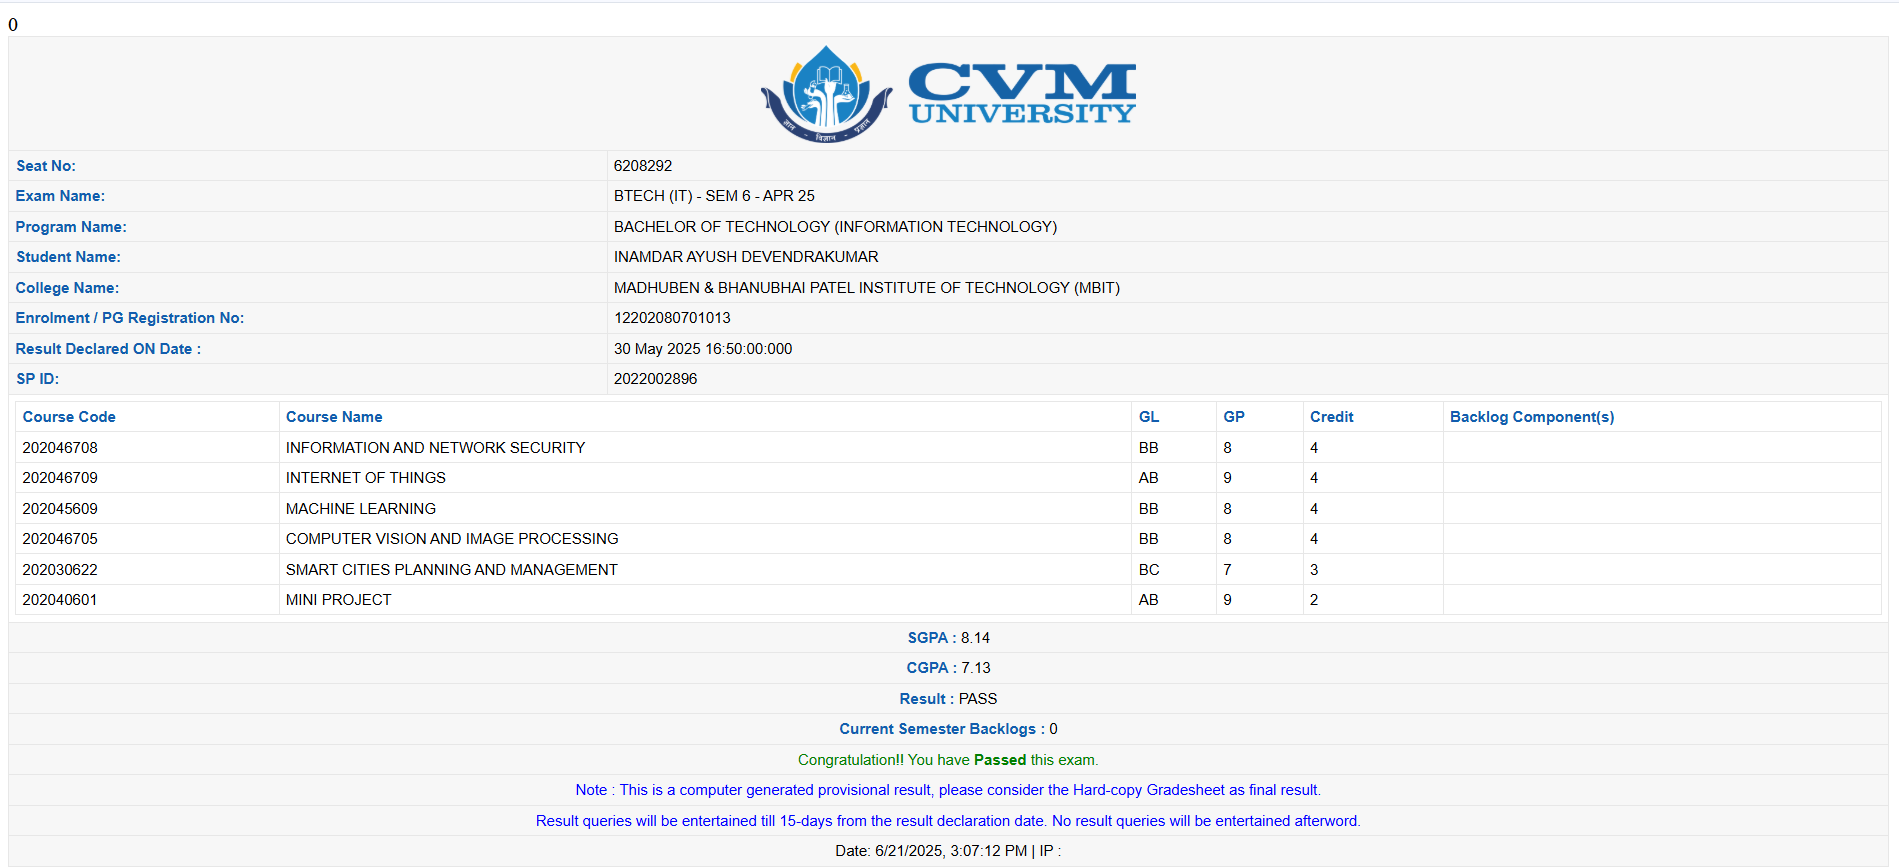 0
ज्ञान - विज्ञान - प्रज्ञान
CVM
UNIVERSITY
Seat No: 6208292
Exam Name: BTECH (IT) - SEM 6 - APR 25
Program Name: BACHELOR OF TECHNOLOGY (INFORMATION TECHNOLOGY)
Student Name: INAMDAR AYUSH DEVENDRAKUMAR
College Name: MADHUBEN & BHANUBHAI PATEL INSTITUTE OF TECHNOLOGY (MBIT)
Enrolment / PG Registration No: 12202080701013
Result Declared ON Date : 30 May 2025 16:50:00:000
SP ID: 2022002896
Course Code Course Name GL GP Credit Backlog Component(s)
202046708 INFORMATION AND NETWORK SECURITY BB 8 4
202046709 INTERNET OF THINGS AB 9 4
202045609 MACHINE LEARNING BB 8 4
202046705 COMPUTER VISION AND IMAGE PROCESSING BB 8 4
202030622 SMART CITIES PLANNING AND MANAGEMENT BC 7 3
202040601 MINI PROJECT AB 9 2
SGPA : 8.14
CGPA : 7.13
Result : PASS
Current Semester Backlogs : 0
Congratulation!! You have Passed this exam.
Note : This is a computer generated provisional result, please consider the Hard-copy Gradesheet as final result.
Result queries will be entertained till 15-days from the result declaration date. No result queries will be entertained afterword.
Date: 6/21/2025, 3:07:12 PM | IP :